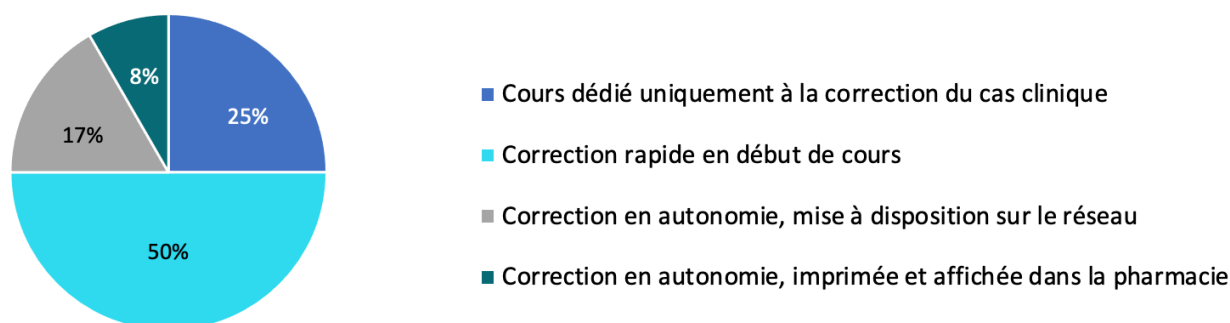 8%
25%
17%
50%
Cours dédié uniquement à la correction du cas clinique
Correction rapide en début de cours
Correction en autonomie, mise à disposition sur le réseau
Correction en autonomie, imprimée et affichée dans la pharmacie